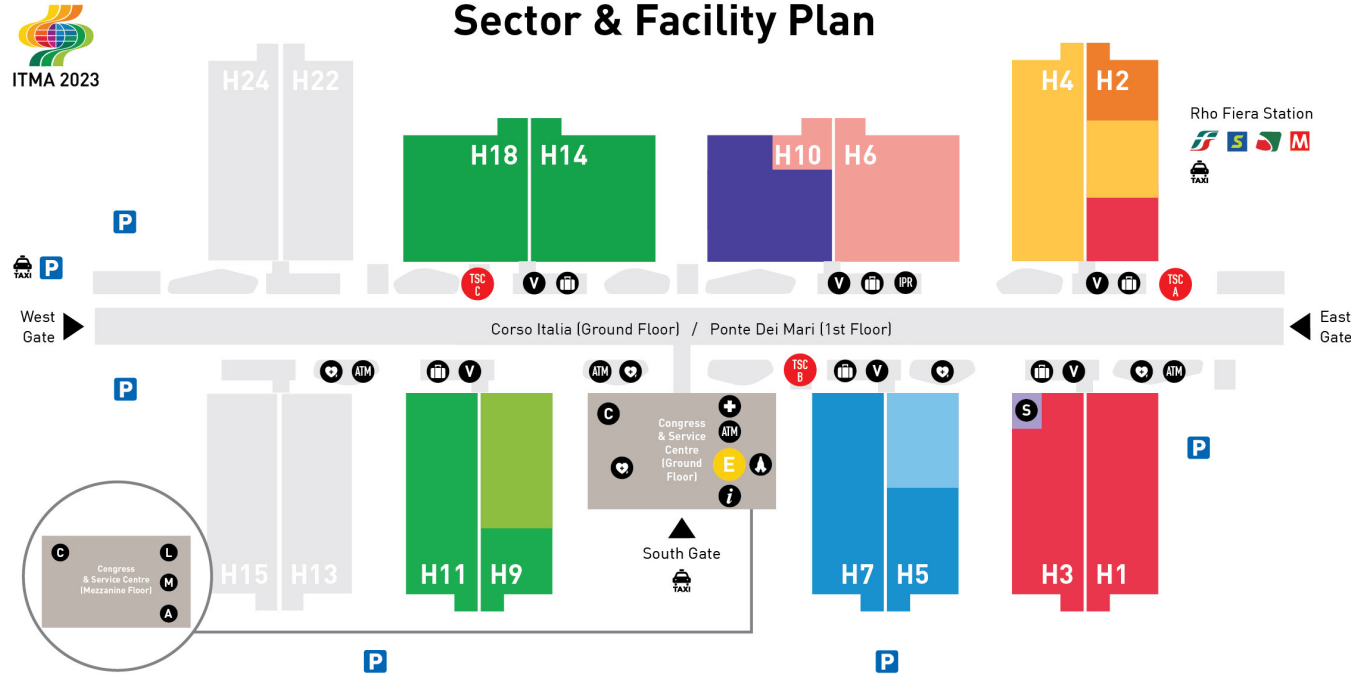 Sector & Facility Plan
ITMA 2023
H24 H22
H18 H14
H10 H6
H4 H2
Rho Fiera Station
S M
TAXI
P
TAXI P
TSC
C
V
V IPR
V
TSC
A
West
Gate
Corso Italia (Ground Floor) / Ponte Dei Mari (1st Floor)
East
Gate
ATM
V
ATM
TSC
B
V
V
ATM
P
C
Congress
& Service
Centre
(Ground
Floor)
ATM
E
i
S
P
South Gate
TAXI
H15 H13
H11 H9
H7 H5
H3 H1
C
Congress
& Service Centre
(Mezzanine Floor)
L
M
A
P
P